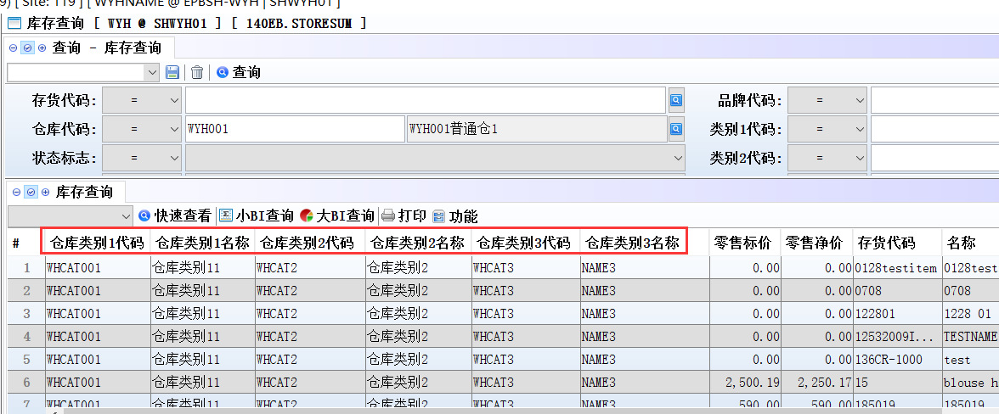 9) [ Site: 119 ] [ WYHNAME @ EPBSH-WYH | SHWYH01 ]
库存查询 [ WYH @ SHWYH01 ] [ 140EB.STORESUM ]
查询 - 库存查询
查询
存货代码: = 品牌代码: =
仓库代码: = WYH001 WYH001普通仓1 类别1代码: =
状态标志: = 类别2代码: =
库存查询
快速查看 小BI查询 大BI查询 打印 功能
# 仓库类别1代码 仓库类别1名称 仓库类别2代码 仓库类别2名称 仓库类别3代码 仓库类别3名称 零售标价 零售净价 存货代码 名称
1 WHCAT001 仓库类别11 WHCAT2 仓库类别2 WHCAT3 NAME3 0.00 0.00 0128testitem 0128test
2 WHCAT001 仓库类别11 WHCAT2 仓库类别2 WHCAT3 NAME3 0.00 0.00 0708 0708
3 WHCAT001 仓库类别11 WHCAT2 仓库类别2 WHCAT3 NAME3 0.00 0.00 122801 1228 01
4 WHCAT001 仓库类别11 WHCAT2 仓库类别2 WHCAT3 NAME3 0.00 0.00 12532009I... TESTNAME
5 WHCAT001 仓库类别11 WHCAT2 仓库类别2 WHCAT3 NAME3 0.00 0.00 136CR-1000 test
6 WHCAT001 仓库类别11 WHCAT2 仓库类别2 WHCAT3 NAME3 2,500.19 2,250.17 15 blouse h
7 WHCAT001 仓库类别11 WHCAT2 仓库类别2 WHCAT3 NAME3 590.00 590.00 185019 185019